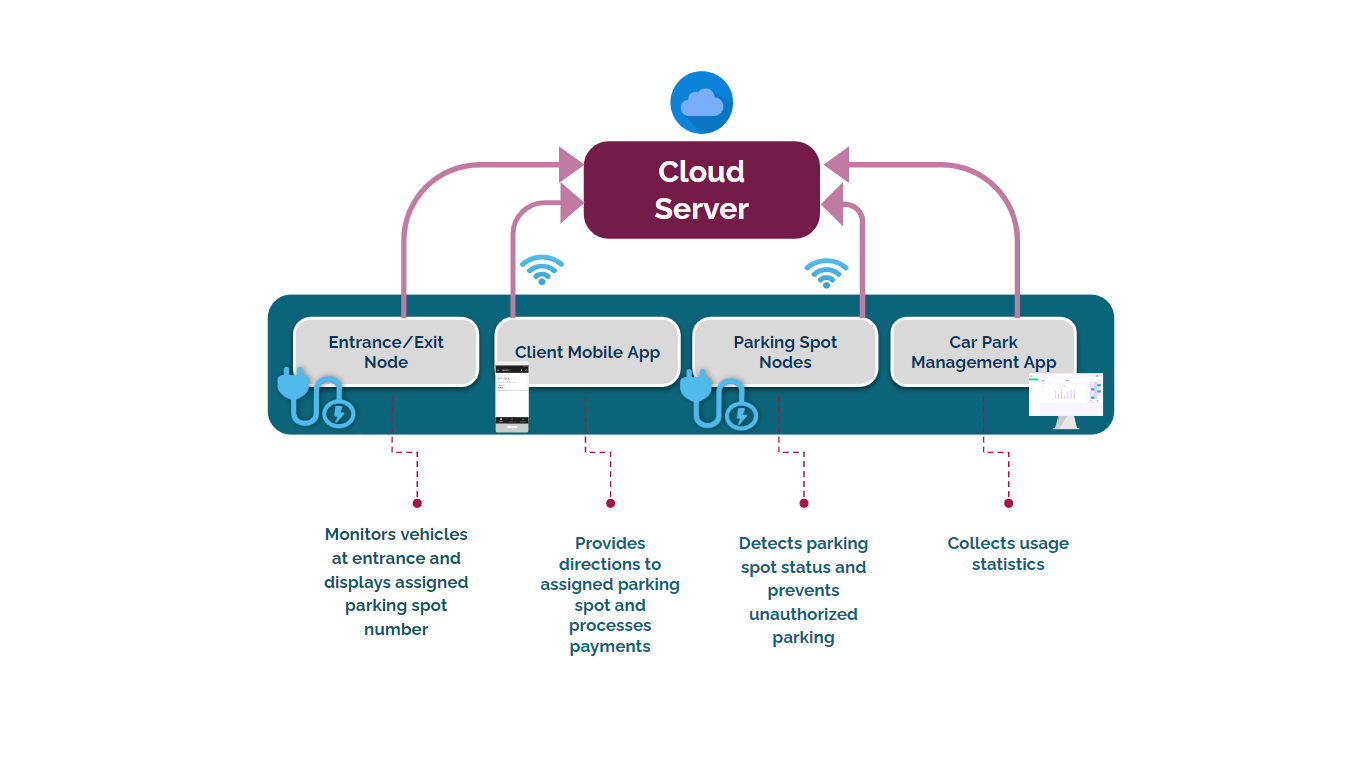 Cloud
Server
Entrance/Exit
Node
Client Mobile App
Parking Spot
Nodes
Car Park
Management App
Monitors vehicles
at entrance and
displays assigned
parking spot
number
Provides
directions to
assigned parking
spot and
processes
payments
Detects parking
spot status and
prevents
unauthorized
parking
Collects usage
statistics